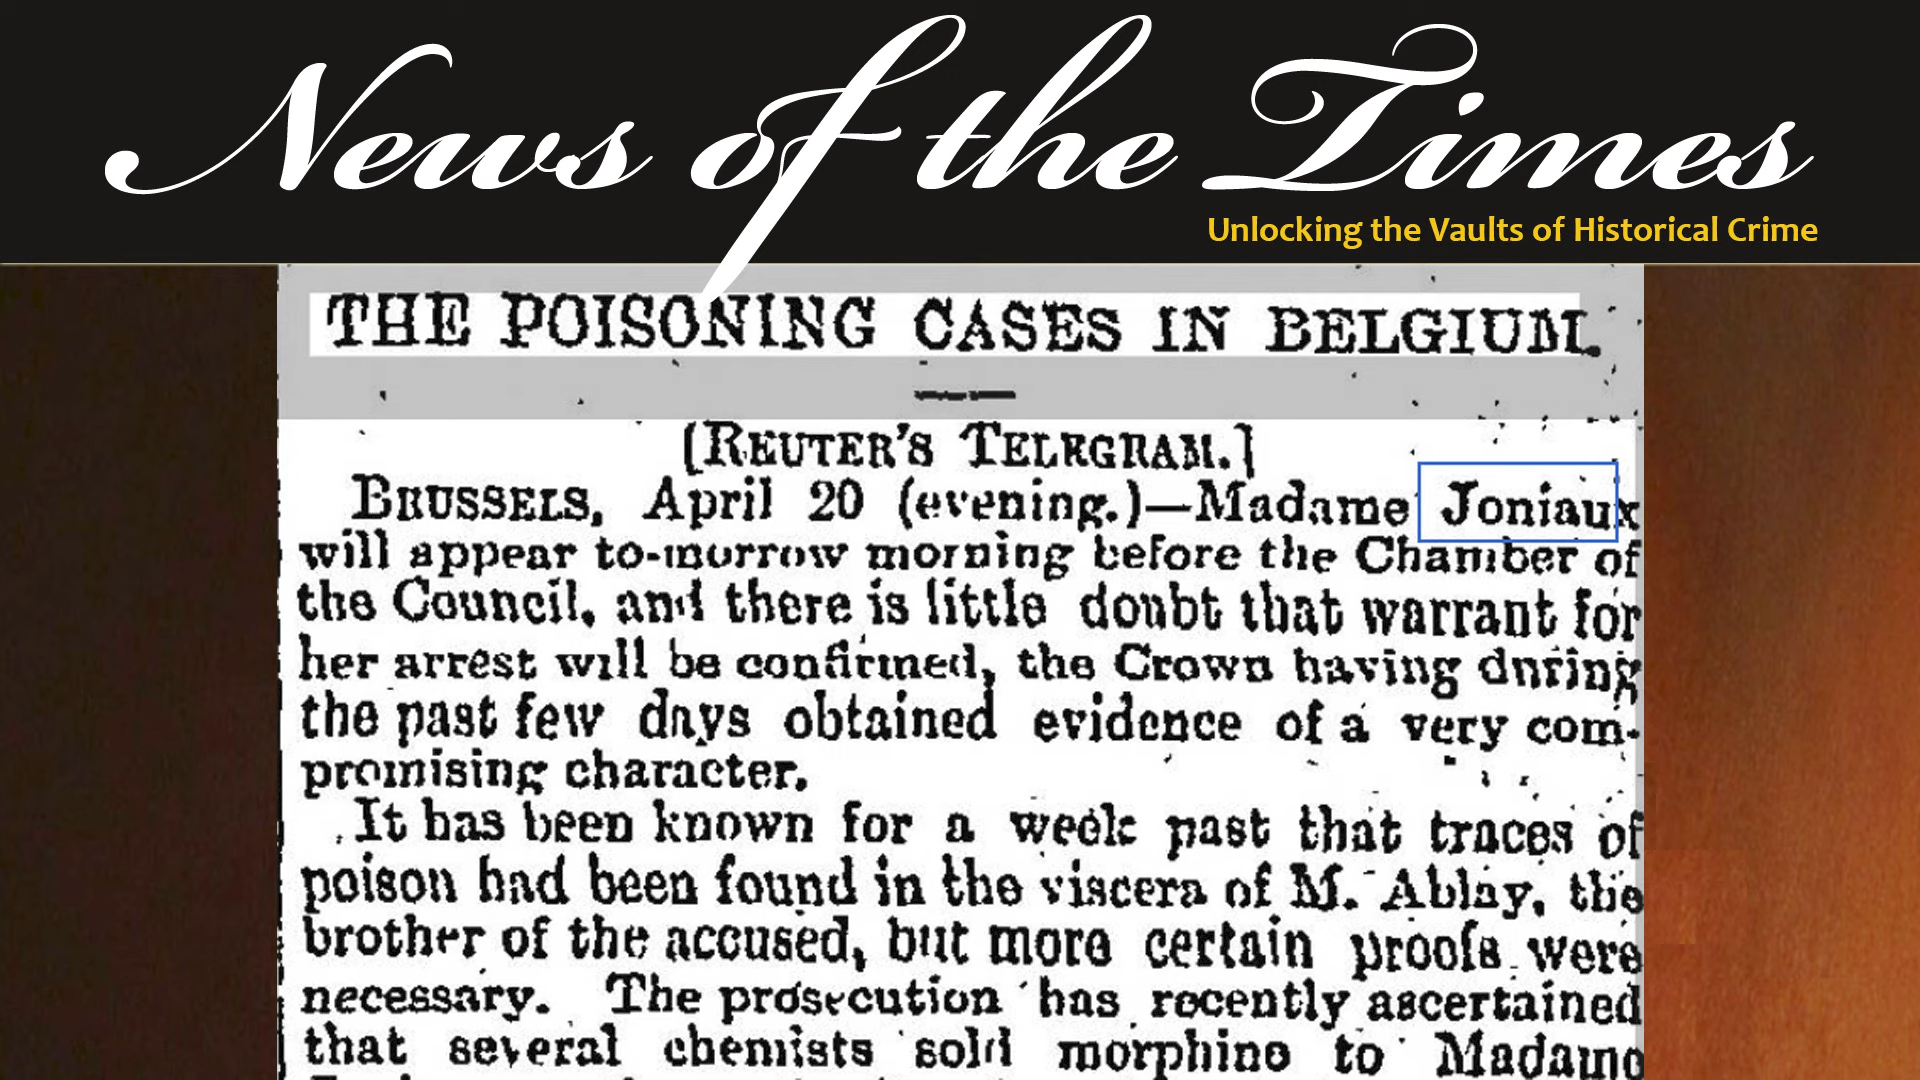 News of the Times
Unlocking the Vaults of Historical Crime
THE POISONING CASES IN BELGIUM.
[REUTER'S TELEGRAM.]
BRUSSELS, April 20 (evening.)—Madame Joniaux
will appear to-morrow morning before the Chamber of
the Council, and there is little doubt that warrant for
her arrest will be confirmed, the Crown having during
the past few days obtained evidence of a very com-
promising character.
It has been known for a week past that traces of
poison had been found in the viscera of M. Ablay, the
brother of the accused, but more certain proofs were
necessary. The prosecution has recently ascertained
that several chemists sold morphine to Madame